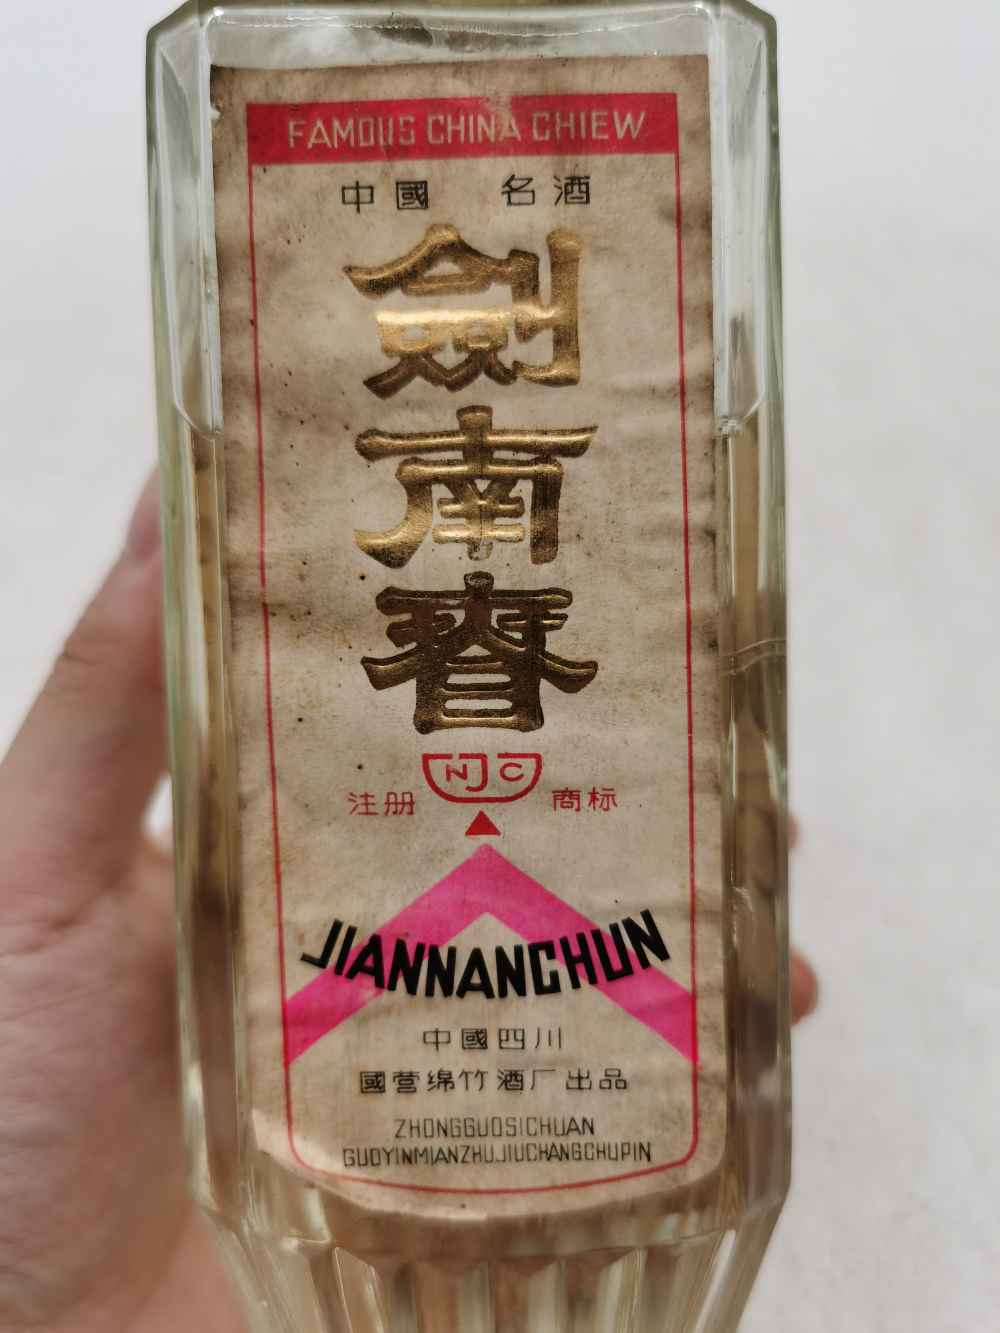 FAMOUS CHINA CHIEW
中國 名酒
劍南春
NJC
注册 商标
JIANNANCHUN
中國四川
國营绵竹酒厂出品
ZHONGGUOSICHUAN
GUOYINMIANZHUJIUCHANGCHUPIN